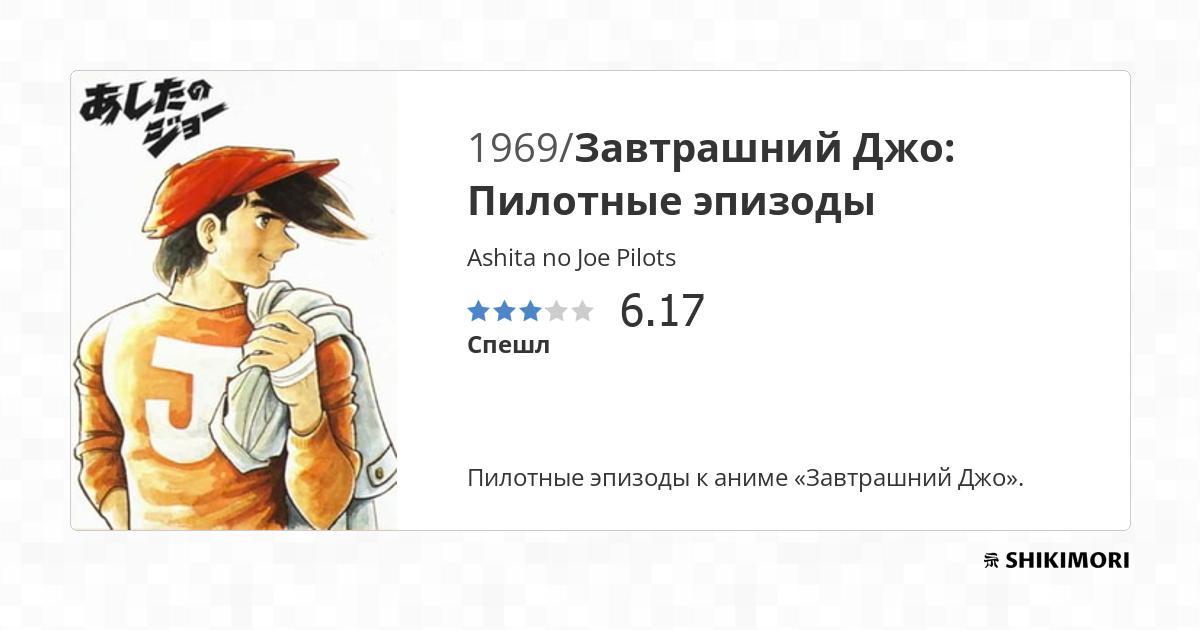 あしたの
ジョー
1969/Завтрашний Джо:
Пилотные эпизоды
Ashita no Joe Pilots
6.17
Спешл
J
Пилотные эпизоды к аниме «Завтрашний Джо».
SHIKIMORI